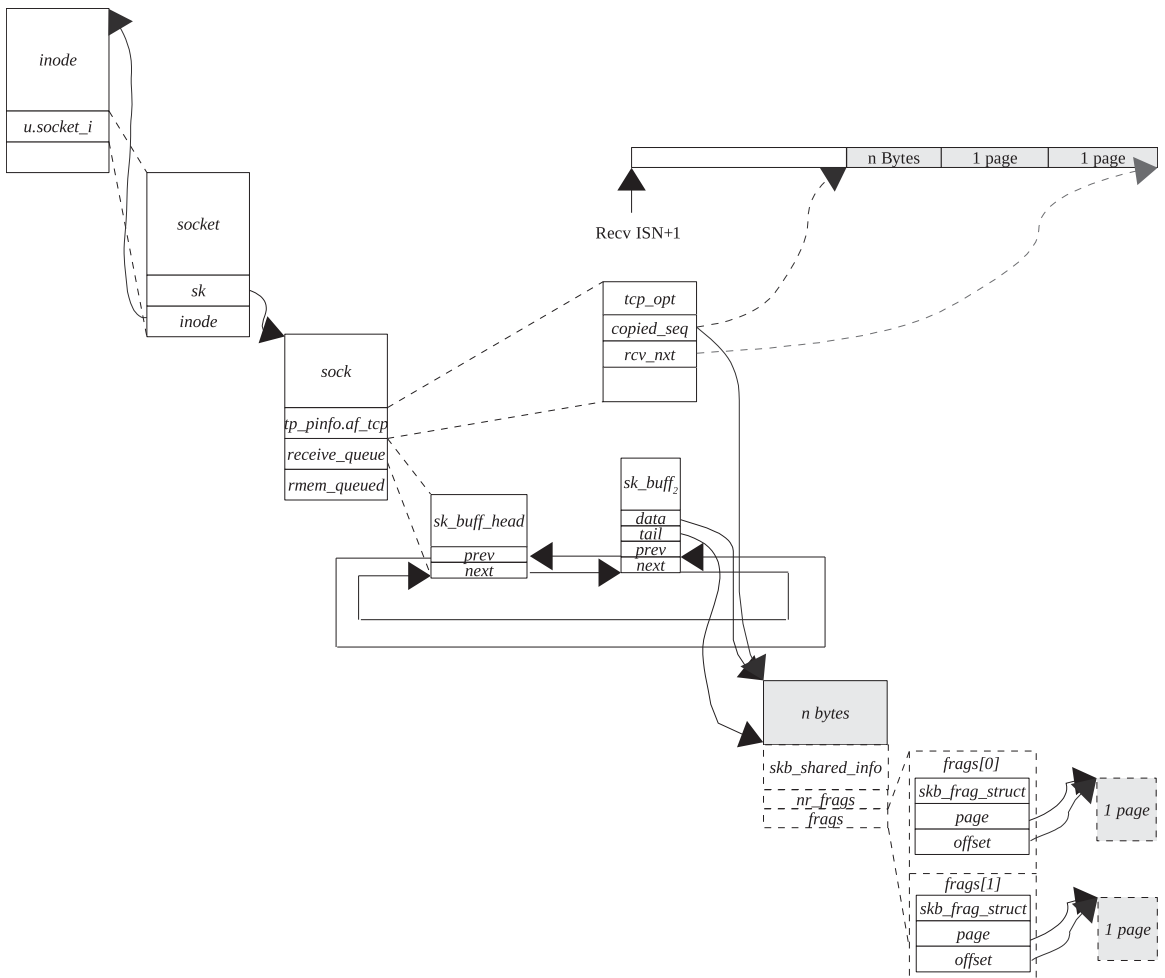 inode
u.socket_i
n Bytes 1 page 1 page
socket
Recv ISN+1
sk
inode
tcp_opt
copied_seq
rcv_nxt
sock
tp_pinfo.af_tcp
receive_queue
rmem_queued
sk_buff2
data
tail
prev
next
sk_buff_head
prev
next
n bytes
skb_shared_info
nr_frags
frags
frags[0]
skb_frag_struct
page
offset
1 page
frags[1]
skb_frag_struct
page
offset
1 page